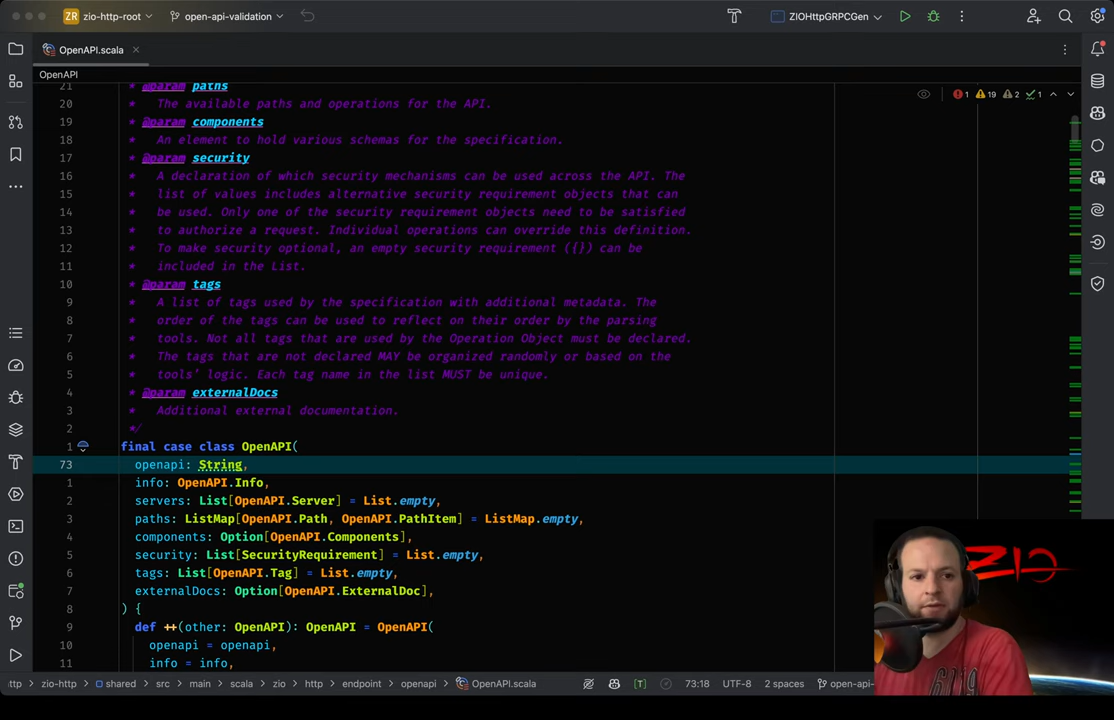 ZR zio-http-root open-api-validation ZIOHttpGRPCGen
OpenAPI.scala
OpenAPI
21 * @param paths
20 * The available paths and operations for the API.
19 * @param components
18 * An element to hold various schemas for the specification.
17 * @param security
16 * A declaration of which security mechanisms can be used across the API. The
15 * list of values includes alternative security requirement objects that can
14 * be used. Only one of the security requirement objects need to be satisfied
13 * to authorize a request. Individual operations can override this definition.
12 * To make security optional, an empty security requirement ({}) can be
11 * included in the List.
10 * @param tags
9 * A list of tags used by the specification with additional metadata. The
8 * order of the tags can be used to reflect on their order by the parsing
7 * tools. Not all tags that are used by the Operation Object must be declared.
6 * The tags that are not declared MAY be organized randomly or based on the
5 * tools' logic. Each tag name in the list MUST be unique.
4 * @param externalDocs
3 * Additional external documentation.
2 */
1 final case class OpenAPI(
73 openapi: String,
1 info: OpenAPI.Info,
2 servers: List[OpenAPI.Server] = List.empty,
3 paths: ListMap[OpenAPI.Path, OpenAPI.PathItem] = ListMap.empty,
4 components: Option[OpenAPI.Components],
5 security: List[SecurityRequirement] = List.empty,
6 tags: List[OpenAPI.Tag] = List.empty,
7 externalDocs: Option[OpenAPI.ExternalDoc],
8 ) {
9 def ++(other: OpenAPI): OpenAPI = OpenAPI(
10 openapi = openapi,
11 info = info,
1 19 2 1
ZIO
ttp zio-http shared src main scala zio http endpoint openapi OpenAPI.scala [T] 73:18 UTF-8 2 spaces open-api-